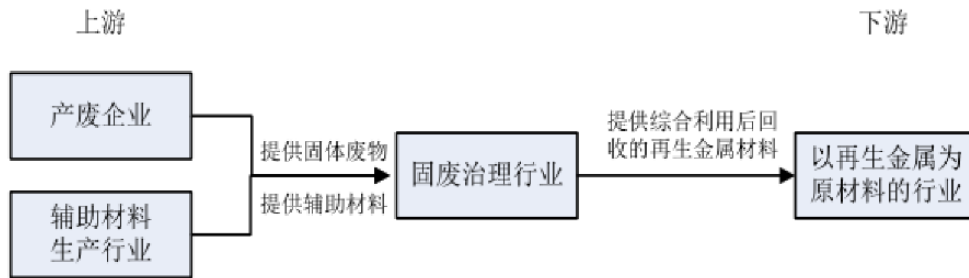 上游
下游
产废企业
辅助材料
生产行业
提供固体废物
提供辅助材料
固废治理行业
提供综合利用后回
收的再生金属材料
以再生金属为
原材料的行业